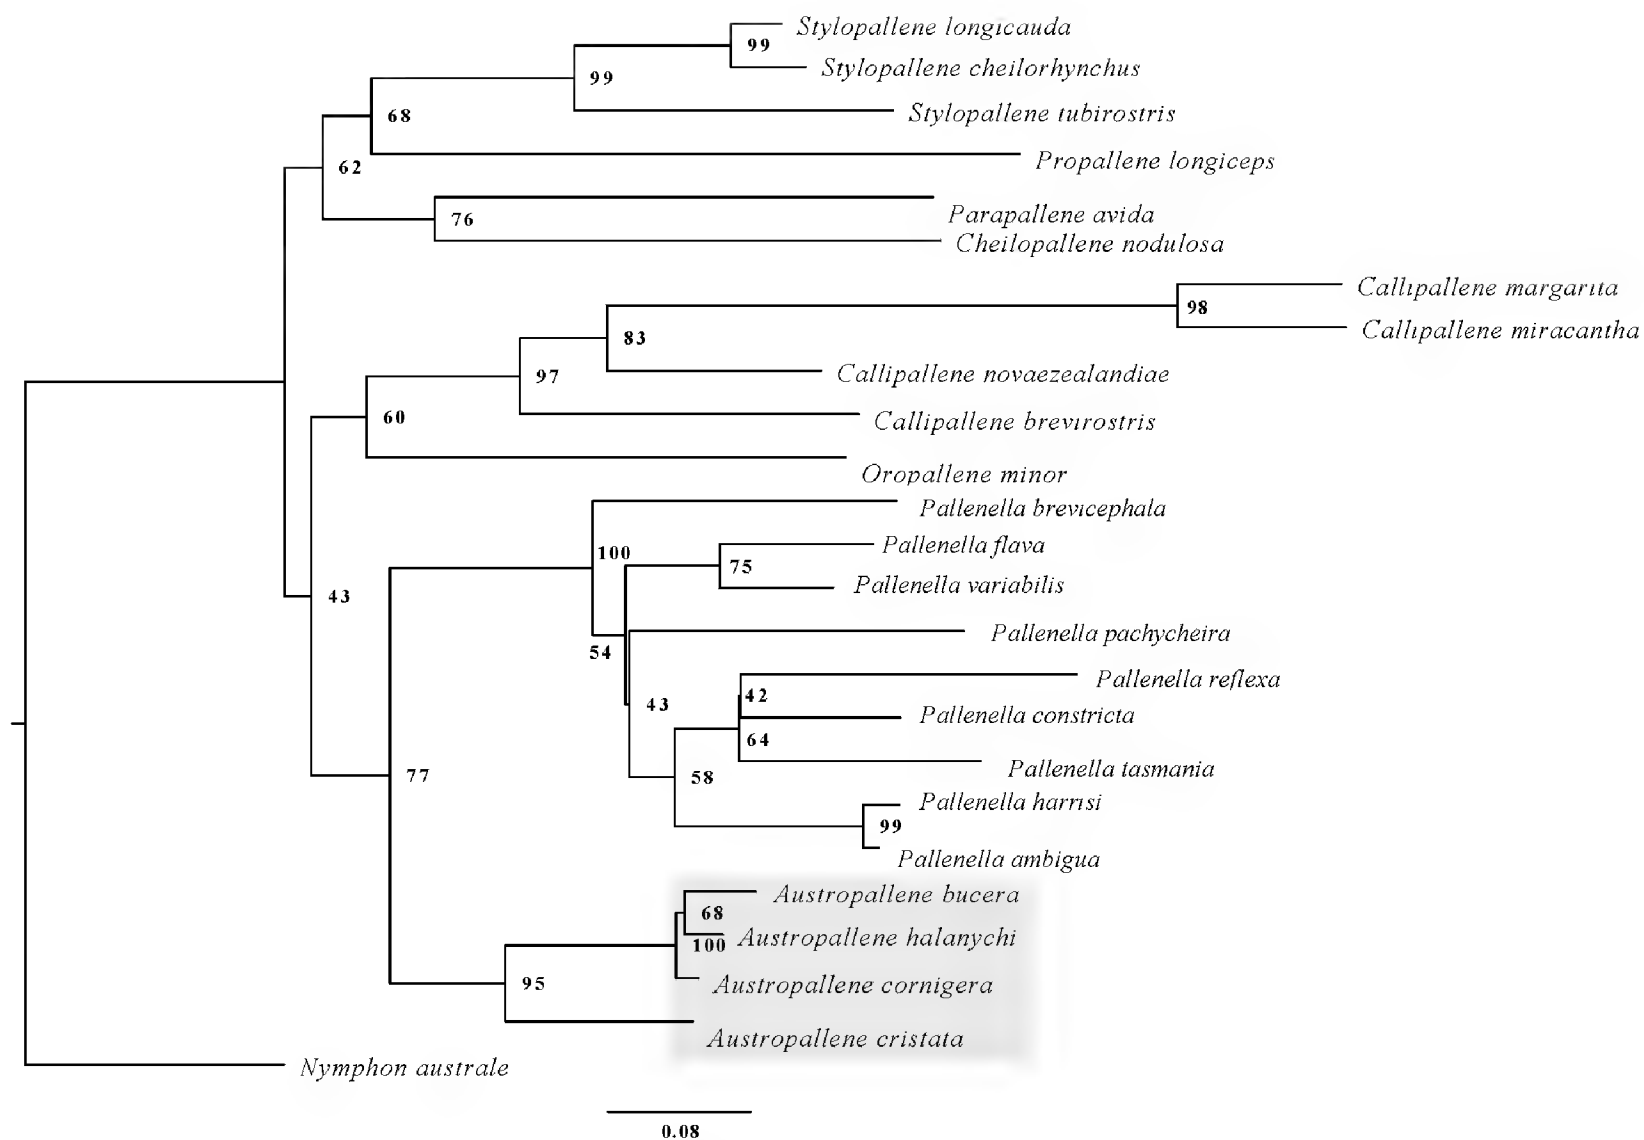 Stylopallene longicauda
99
Stylopallene cheilorhynchus
99
Stylopallene tubirostris
68
Propallene longiceps
62
Parapallene avida
76
Cheilopallene nodulosa
Callipallene margarita
98
Callipallene miracantha
83
Callipallene novaezealandiae
97
Callipallene brevirostris
60
Oropallene minor
Pallenella brevicephala
100
Pallenella flava
75
Pallenella variabilis
43
Pallenella pachycheira
54
Pallenella reflexa
42
43
Pallenella constricta
64
Pallenella tasmania
58
77
Pallenella harrisi
99
Pallenella ambigua
Austropallene bucera
68
Austropallene halanychi
100
Austropallene cornigera
95
Austropallene cristata
Nymphon australe
0.08